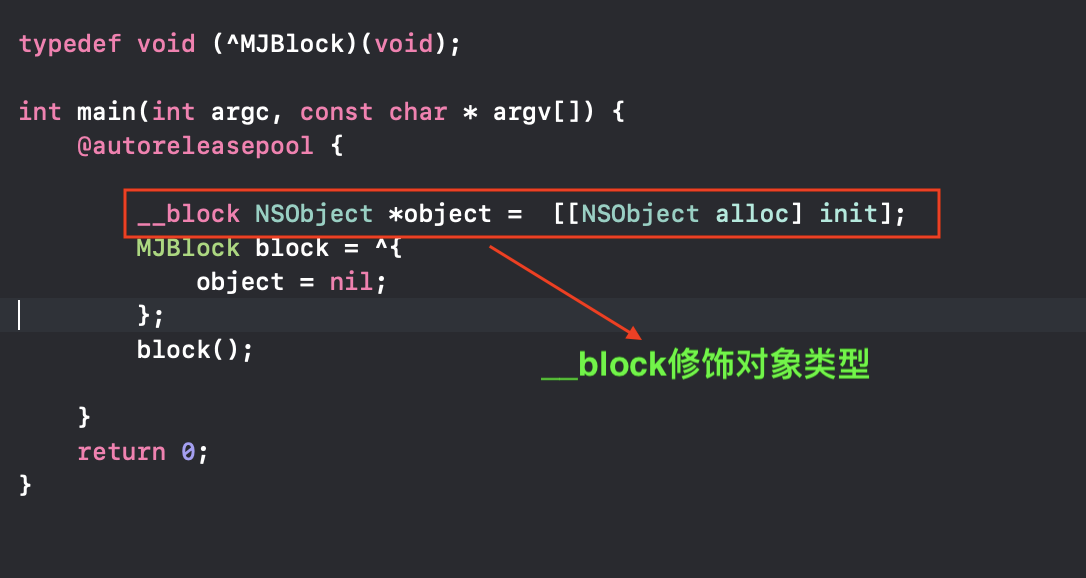 typedef void (^MJBlock)(void);
int main(int argc, const char * argv[]) {
@autoreleasepool {
__block NSObject *object =  [[NSObject alloc] init];
MJBlock block = ^{
object = nil;
};
block();
__block修饰对象类型
}
return 0;
}